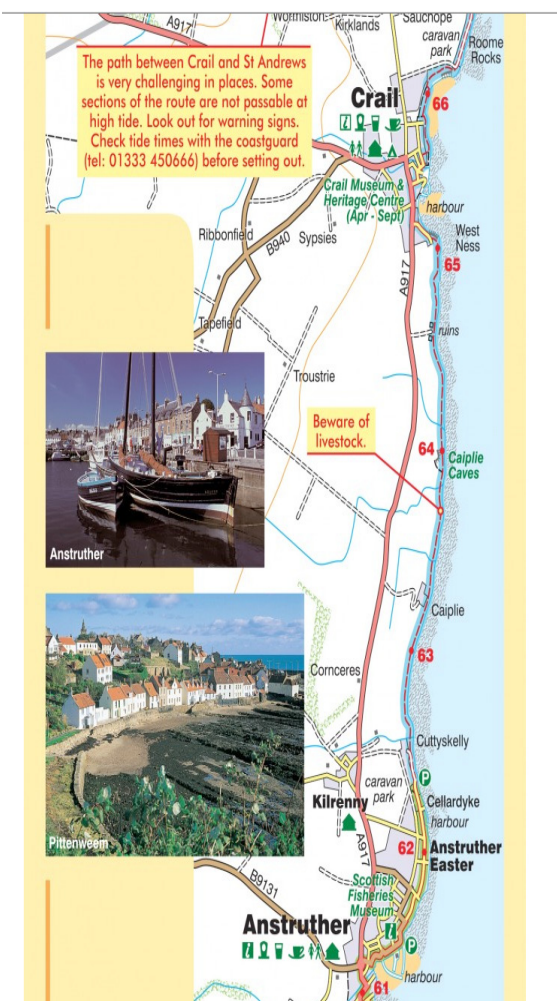 A917
Wormiston
Kirklands
Sauchope
caravan
park
Roome
Rocks
The path between Crail and St Andrews
is very challenging in places. Some
sections of the route are not passable at
high tide. Look out for warning signs.
Check tide times with the coastguard
(tel: 01333 450666) before setting out.
Crail
66
Crail Museum &
Heritage Centre
(Apr - Sept)
harbour
West
Ness
Ribbonfield
B940
Sypsies
65
A917
Tapefield
ruins
Troustrie
Beware of
livestock.
64
Caiplie
Caves
Anstruther
Caiplie
63
Cornceres
Cuttyskelly
P
caravan
park
Kilrenny
Cellardyke
harbour
Pittenweem
A917
62
Anstruther
Easter
B9131
Scottish
Fisheries
Museum
Anstruther
P
harbour
61